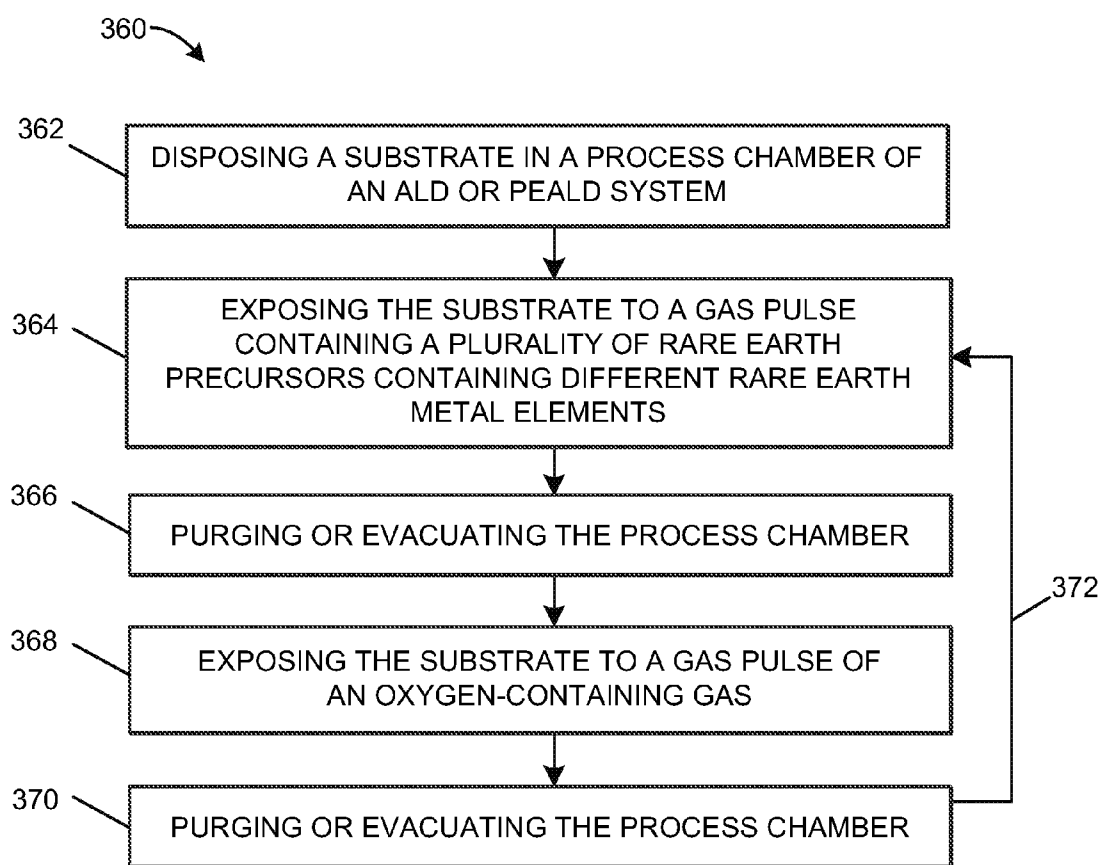 360
362
DISPOSING A SUBSTRATE IN A PROCESS CHAMBER OF
AN ALD OR PEALD SYSTEM
364
EXPOSING THE SUBSTRATE TO A GAS PULSE
CONTAINING A PLURALITY OF RARE EARTH
PRECURSORS CONTAINING DIFFERENT RARE EARTH
METAL ELEMENTS
366
PURGING OR EVACUATING THE PROCESS CHAMBER
372
368
EXPOSING THE SUBSTRATE TO A GAS PULSE OF
AN OXYGEN-CONTAINING GAS
370
PURGING OR EVACUATING THE PROCESS CHAMBER